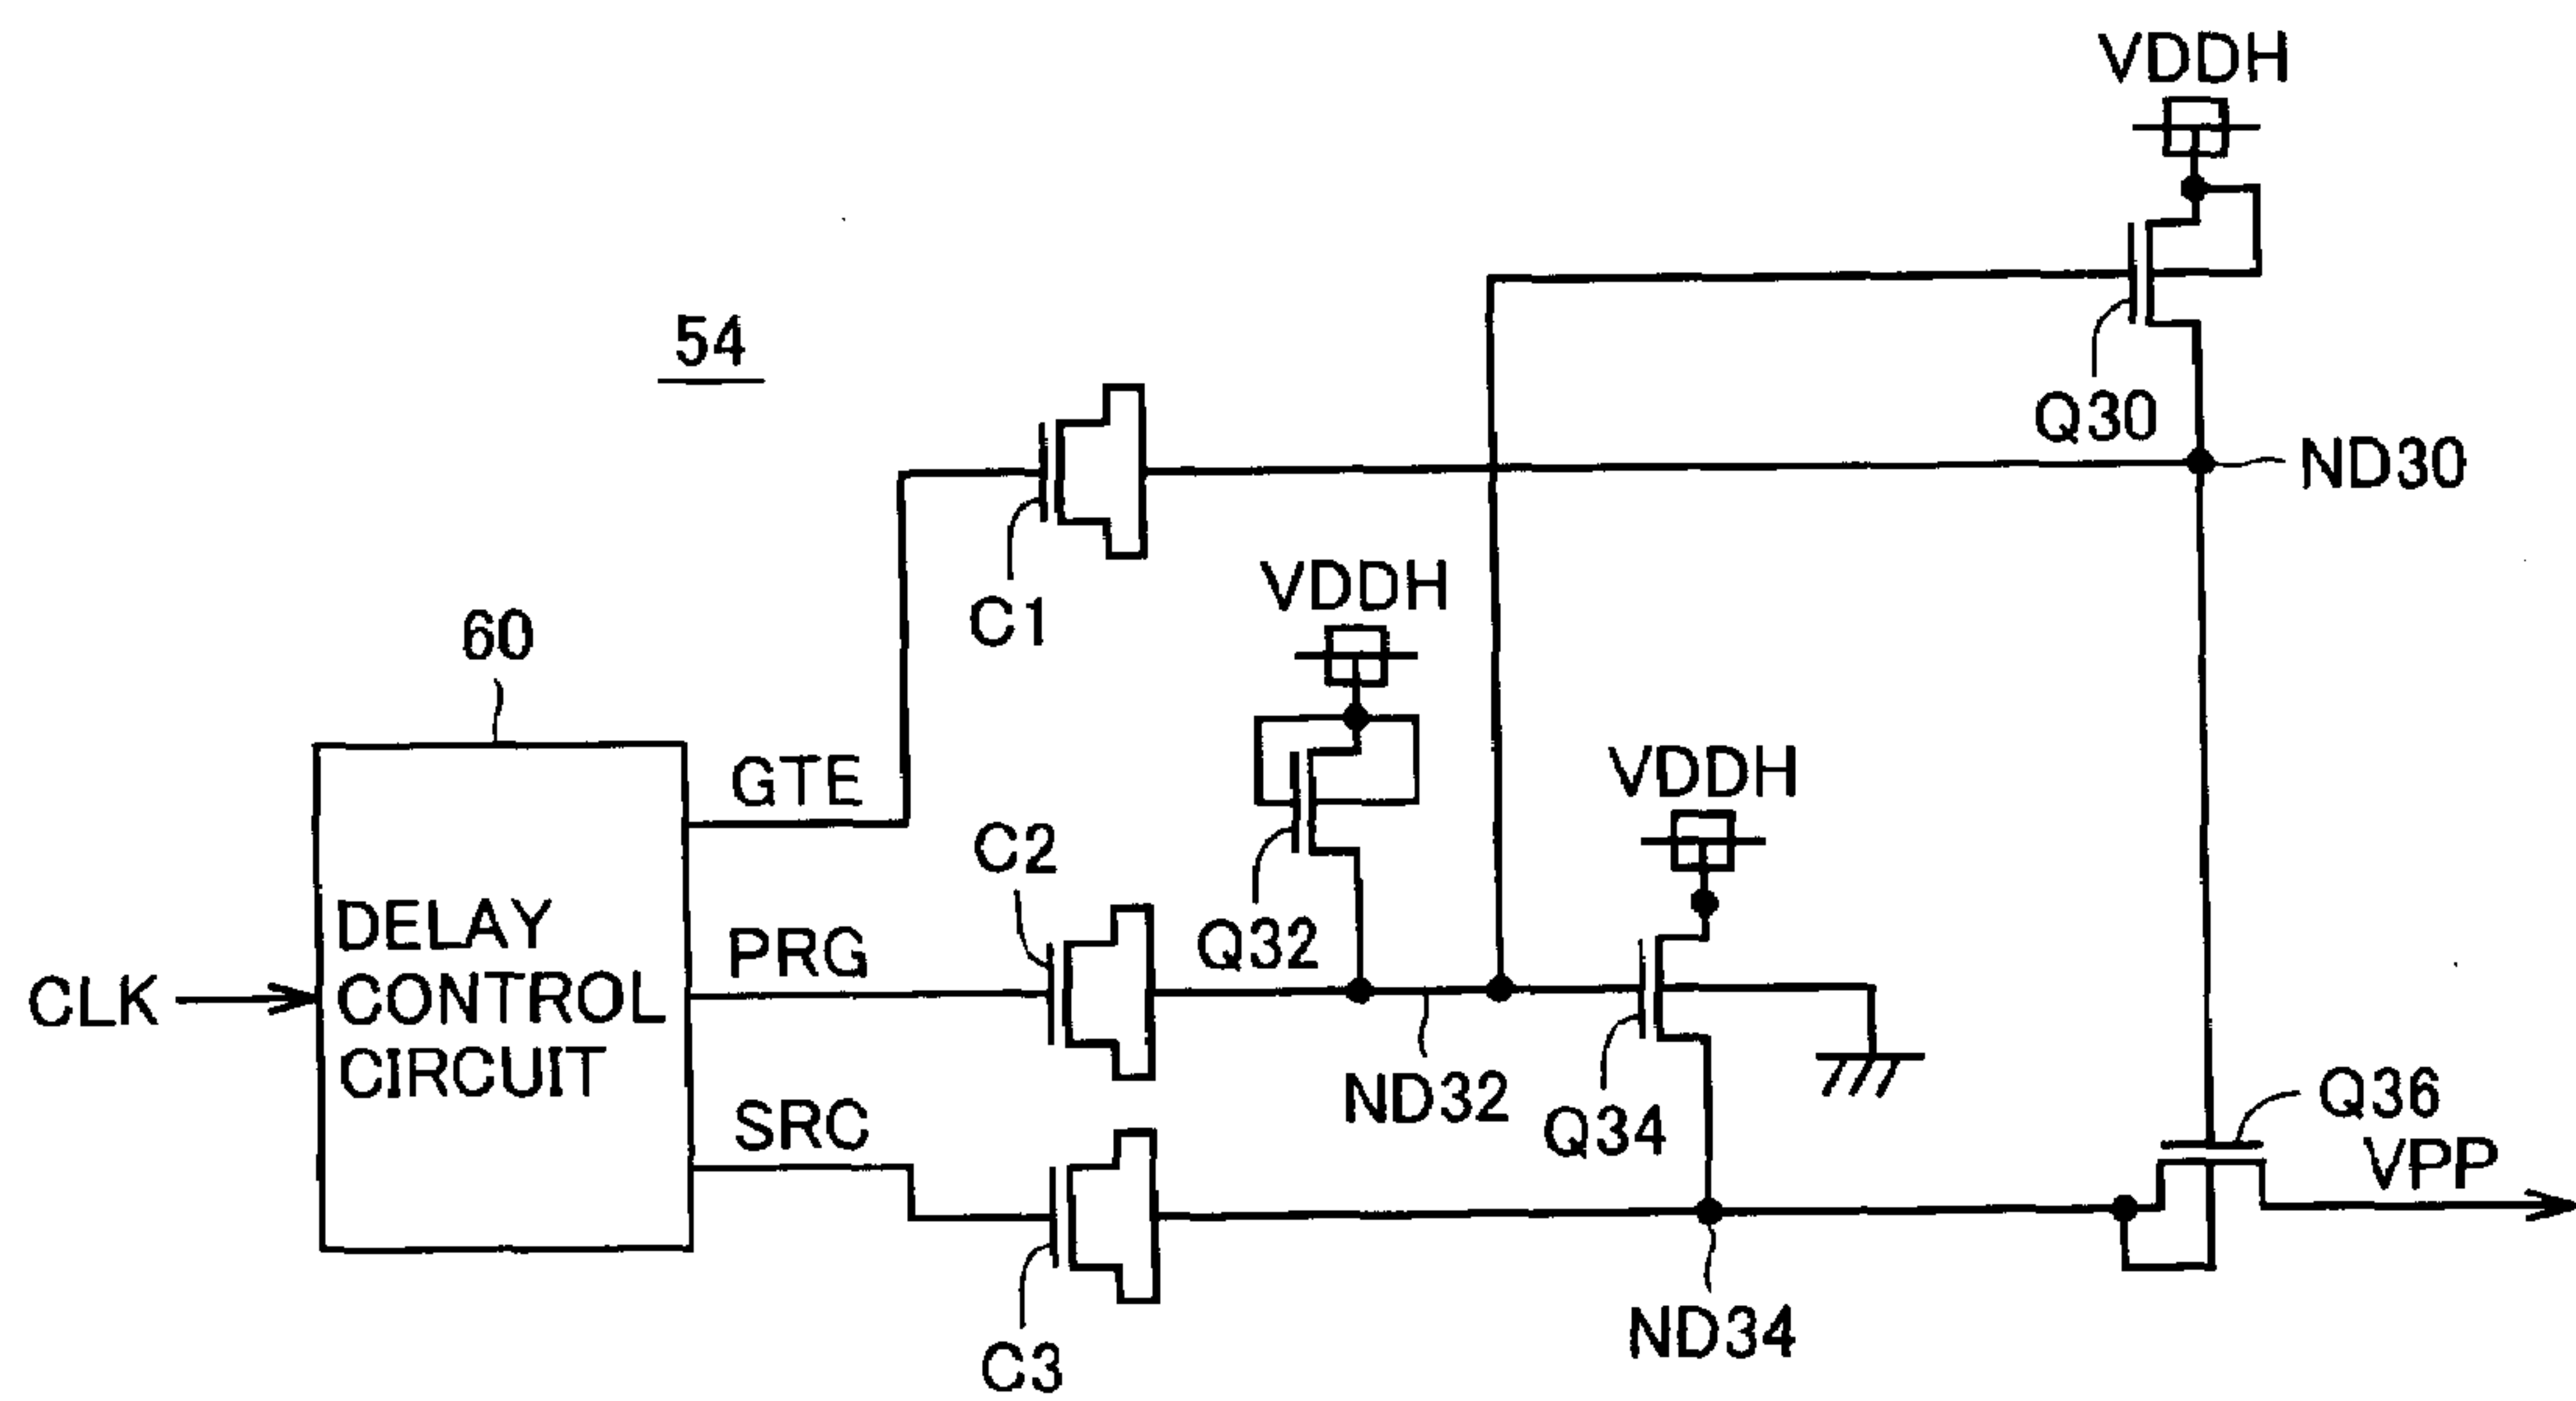 VDDH
54
Q30
ND30
C1
VDDH
60
GTE
VDDH
C2
Q32
PRG
DELAY
CONTROL
CIRCUIT
CLK
ND32
Q34
Q36
VPP
SRC
ND34
C3